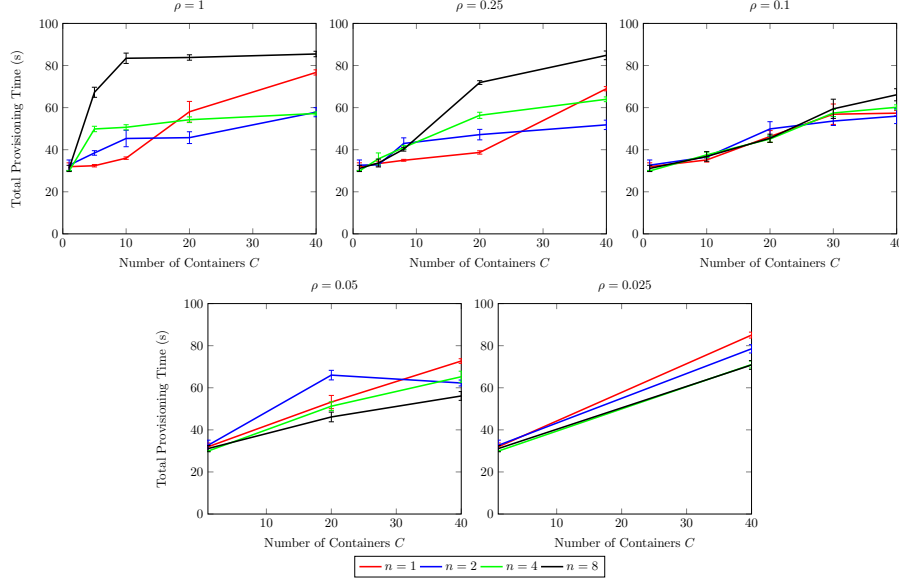 ρ = 1
ρ = 0.25
ρ = 0.1
Total Provisioning Time (s)
100
80
60
40
20
0
0 10 20 30 40
Number of Containers C
100
80
60
40
20
0
10 20 30 40
Number of Containers C
100
80
60
40
20
0
10 20 30 40
Number of Containers C
ρ = 0.05
ρ = 0.025
Total Provisioning Time (s)
100
80
60
40
20
0
10 20 30 40
Number of Containers C
100
80
60
40
20
0
10 20 30 40
Number of Containers C
n = 1 n = 2 n = 4 n = 8